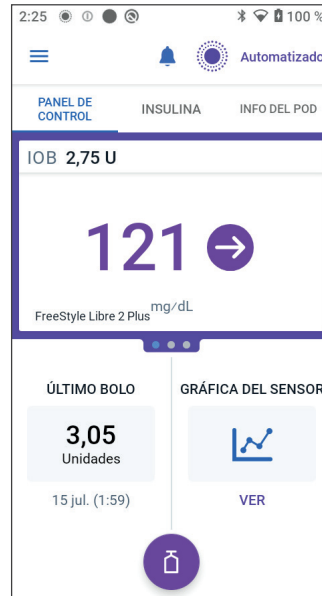 2:25 100 %
Automatizado
PANEL DE
CONTROL
INSULINA
INFO DEL POD
IOB 2,75 U
121
mg/dL
FreeStyle Libre 2 Plus
ÚLTIMO BOLO
3,05
Unidades
15 jul. (1:59)
GRÁFICA DEL SENSOR
VER